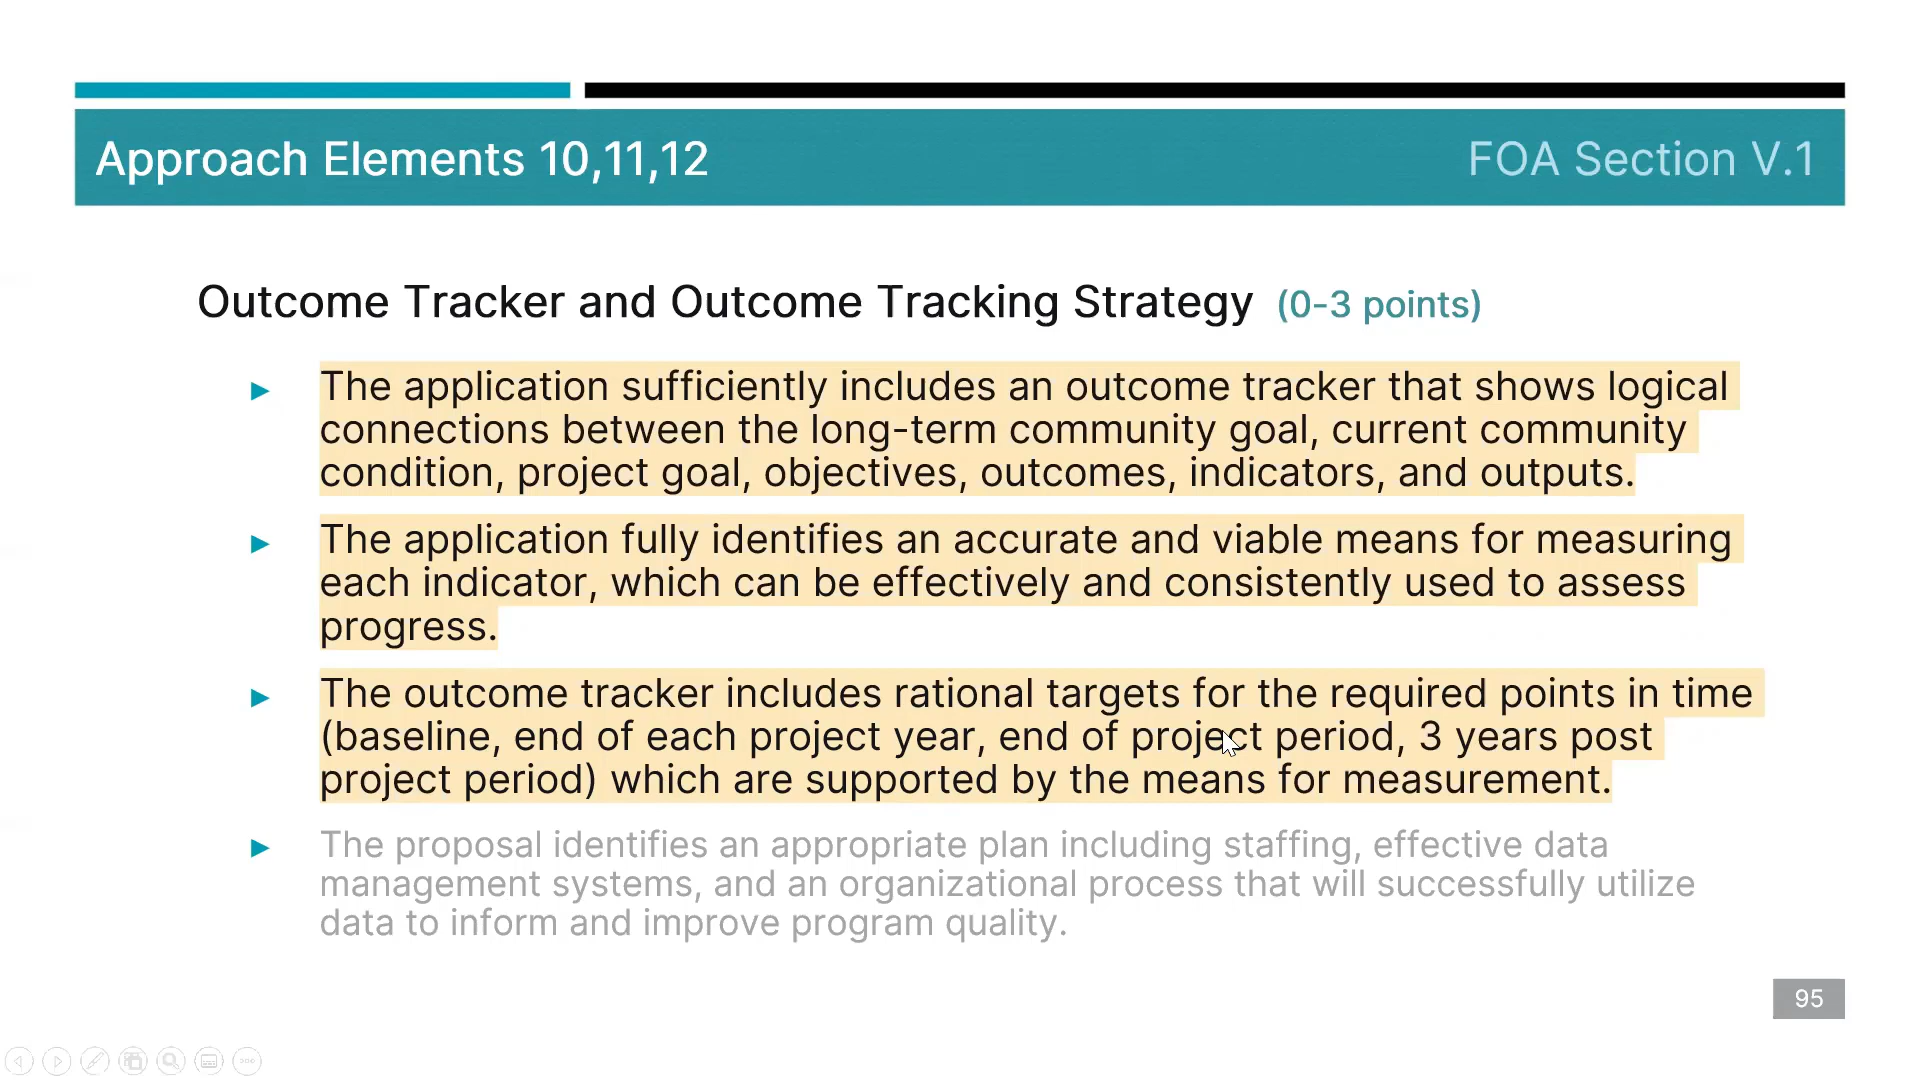 Approach Elements 10,11,12
FOA Section V.1
Outcome Tracker and Outcome Tracking Strategy (0-3 points)
The application sufficiently includes an outcome tracker that shows logical
connections between the long-term community goal, current community
condition, project goal, objectives, outcomes, indicators, and outputs.
The application fully identifies an accurate and viable means for measuring
each indicator, which can be effectively and consistently used to assess
progress.
The outcome tracker includes rational targets for the required points in time
(baseline, end of each project year, end of project period, 3 years post
project period) which are supported by the means for measurement.
The proposal identifies an appropriate plan including staffing, effective data
management systems, and an organizational process that will successfully utilize
data to inform and improve program quality.
95